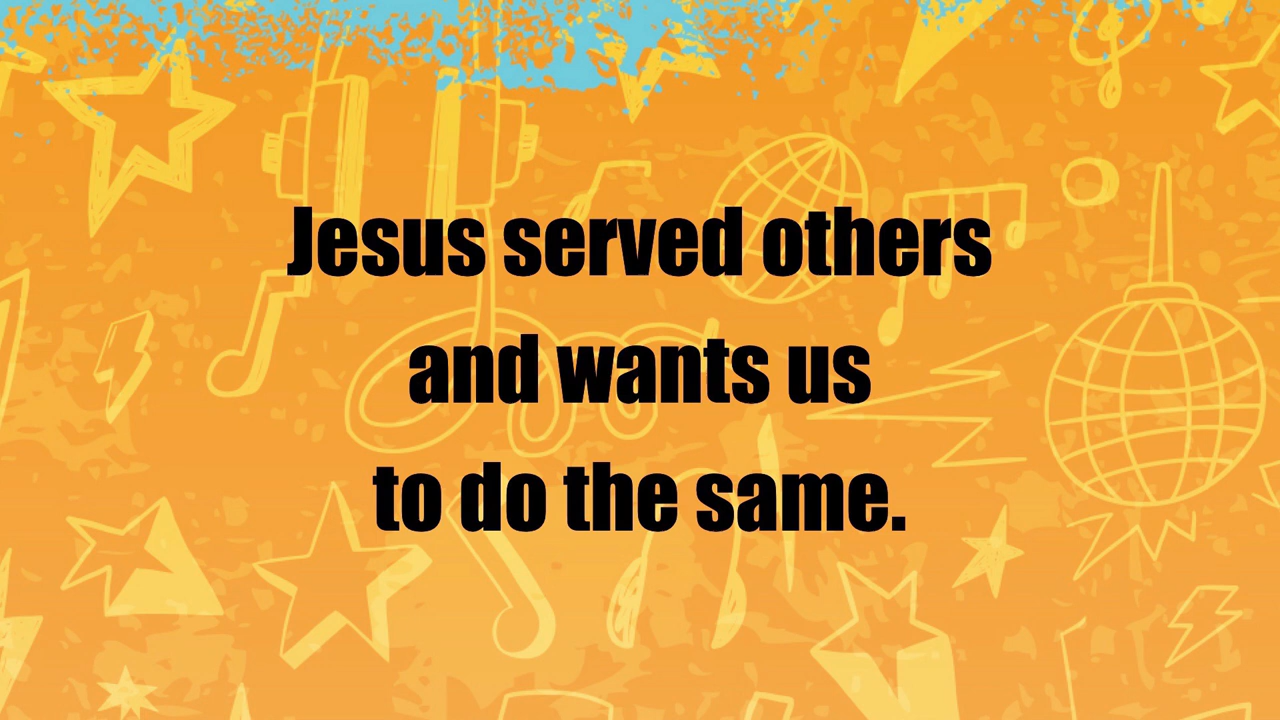 Jesus served others
and wants us
to do the same.